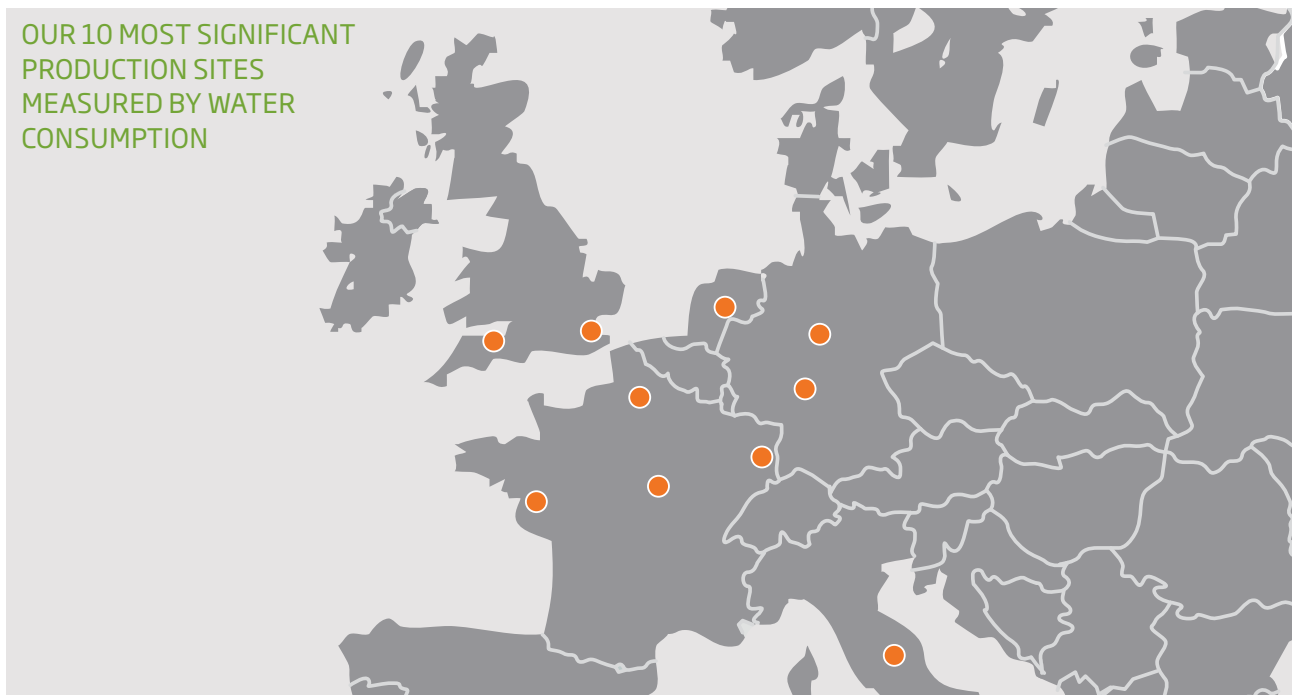 OUR 10 MOST SIGNIFICANT
PRODUCTION SITES
MEASURED BY WATER
CONSUMPTION